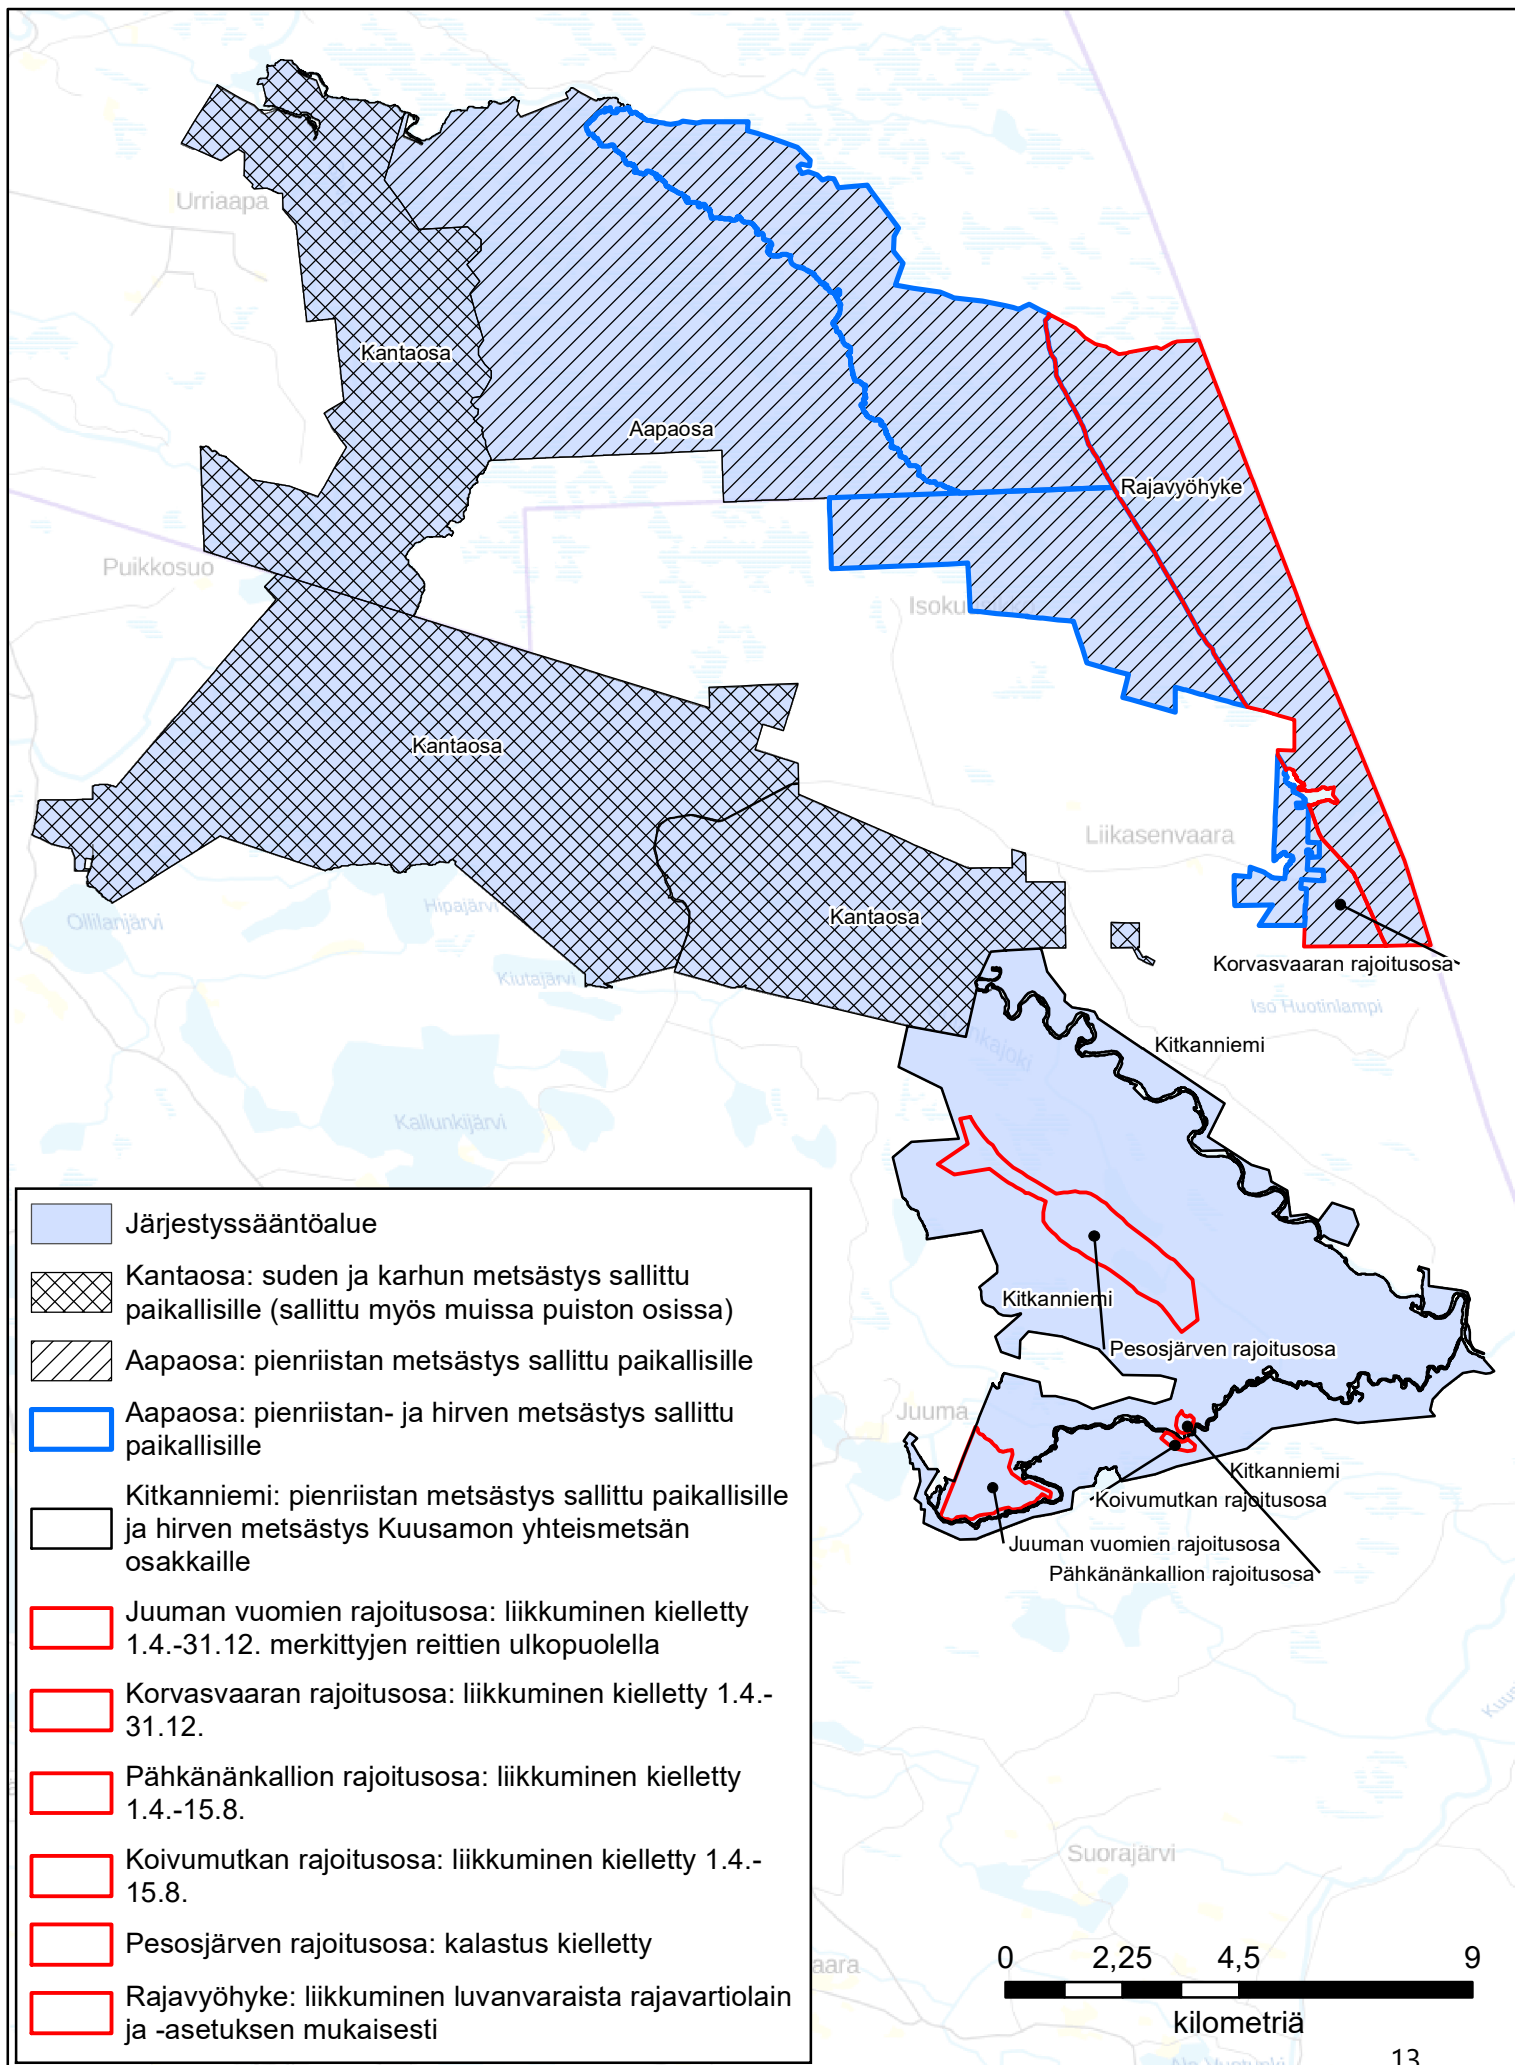 Urriaapa
Kantaosa
Aapaosa
Rajavyöhyke
Puikkosuo
Kantaosa
Liikasenvaara
Ollilanjärvi
Hipajärvi
Kantaosa
Korvasvaaran rajoitusosa
Kiutajärvi
Iso Huotinlampi
Kitkanniemi
Kallunkijärvi
Kitkanniemi
Pesosjärven rajoitusosa
Juuma
Kitkanniemi
Koivumutkan rajoitusosa
Juuman vuomien rajoitusosa
Pähkänänkallion rajoitusosa
Järjestyssääntöalue
Kantaosa: suden ja karhun metsästys sallittu
paikallisille (sallittu myös muissa puiston osissa)
Aapaosa: pienriistan metsästys sallittu paikallisille
Aapaosa: pienriistan- ja hirven metsästys sallittu
paikallisille
Kitkanniemi: pienriistan metsästys sallittu paikallisille
ja hirven metsästys Kuusamon yhteismetsän
osakkaille
Juuman vuomien rajoitusosa: liikkuminen kielletty
1.4.-31.12. merkittyjen reittien ulkopuolella
Korvasvaaran rajoitusosa: liikkuminen kielletty 1.4.-
31.12.
Pähkänänkallion rajoitusosa: liikkuminen kielletty
1.4.-15.8.
Koivumutkan rajoitusosa: liikkuminen kielletty 1.4.-
15.8.
Pesosjärven rajoitusosa: kalastus kielletty
Rajavyöhyke: liikkuminen luvanvaraista rajavartiolain
ja -asetuksen mukaisesti
Suorajärvi
0 2,25 4,5 9
kilometriä
13